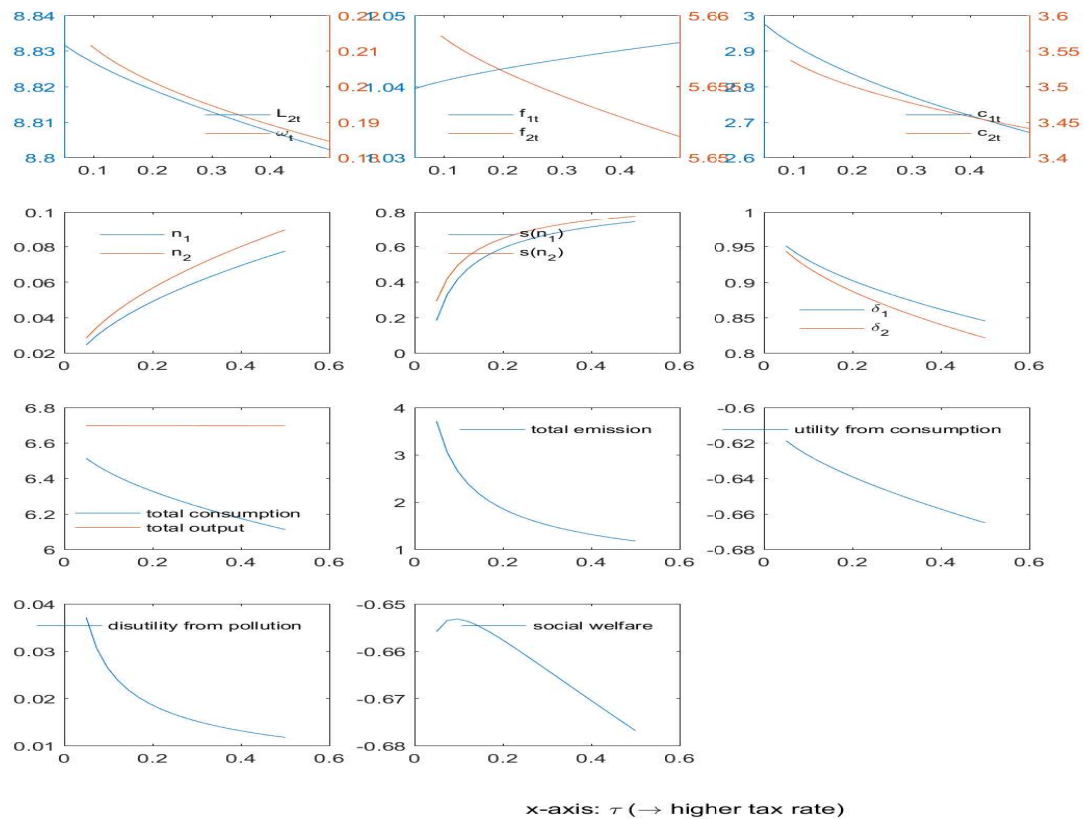 8.84 0.22 1.05 5.66 3 3.6
8.83 0.21 2.9 3.55
8.82 0.2 1.04 5.655 2.8 3.5
L2t f1t c1t
8.81 0.19 2.7 3.45
ωt f2t c2t
8.8 0.18 1.03 5.65 2.6 3.4
0.1 0.2 0.3 0.4 0.1 0.2 0.3 0.4 0.1 0.2 0.3 0.4
0.1 0.8 1
n1 s(n1)
0.08 0.6 0.95
n2 s(n2)
0.06 0.4 0.9
0.04 0.2 0.85
δ1
δ2
0.02 0 0.8
0 0.2 0.4 0.6 0 0.2 0.4 0.6 0 0.2 0.4 0.6
6.8 4 -0.6
total emission utility from consumption
6.6 3 -0.62
6.4 -0.64
6.2 2 -0.66
total consumption
total output
6 1 -0.68
0 0.2 0.4 0.6 0 0.2 0.4 0.6 0 0.2 0.4 0.6
0.04 -0.65
disutility from pollution social welfare
0.03 -0.66
0.02 -0.67
0.01 -0.68
0 0.2 0.4 0.6 0 0.2 0.4 0.6
x-axis: τ (→ higher tax rate)